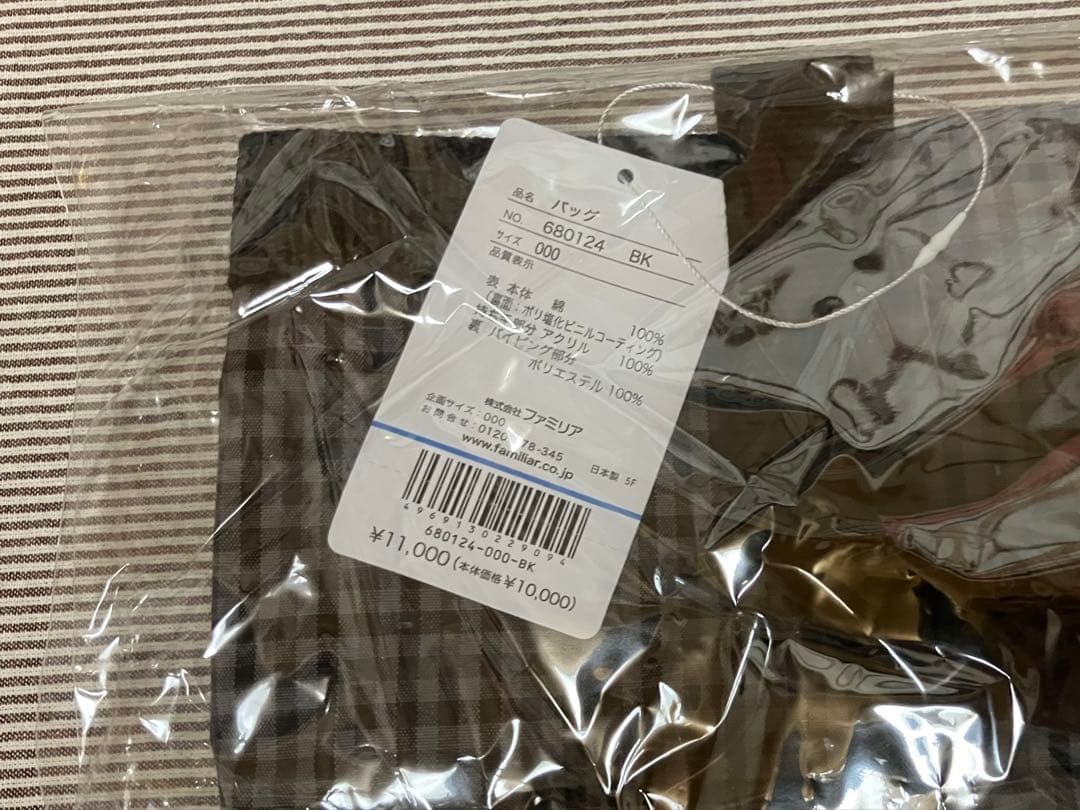 品名 バッグ
NO. 680124 BK
サイズ 000
品質表示
表 本体 綿 100%
(裏面：ポリ塩化ビニルコーティング)
部分 アクリル 100%
裏 パイピング部分
ポリエステル 100%
株式会社 ファミリア
企画サイズ：000
お問合せ：0120 78-345
www.familiar.co.jp
日本製 5F
4969130229094
680124-000-BK
¥11,000(本体価格¥10,000)